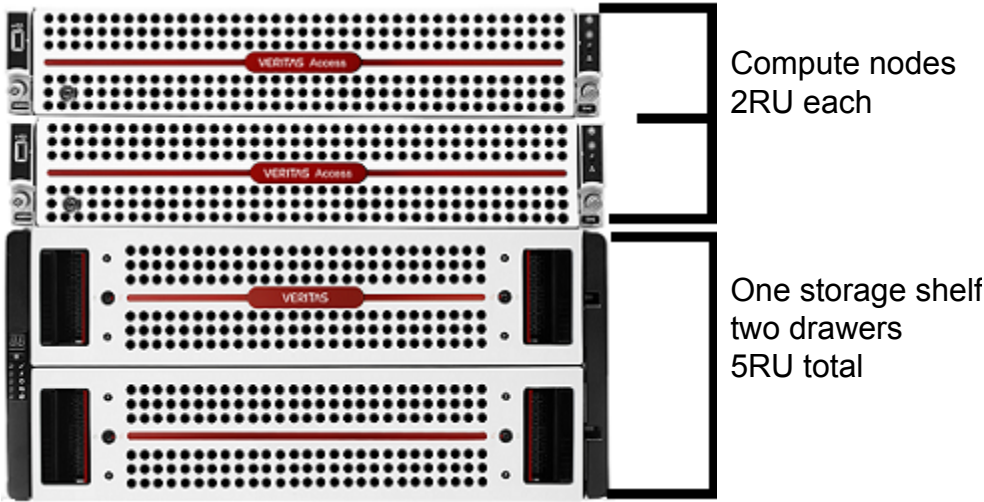 VERITAS Access
Compute nodes
2RU each
VERITAS Access
VERITAS
One storage shelf
two drawers
5RU total